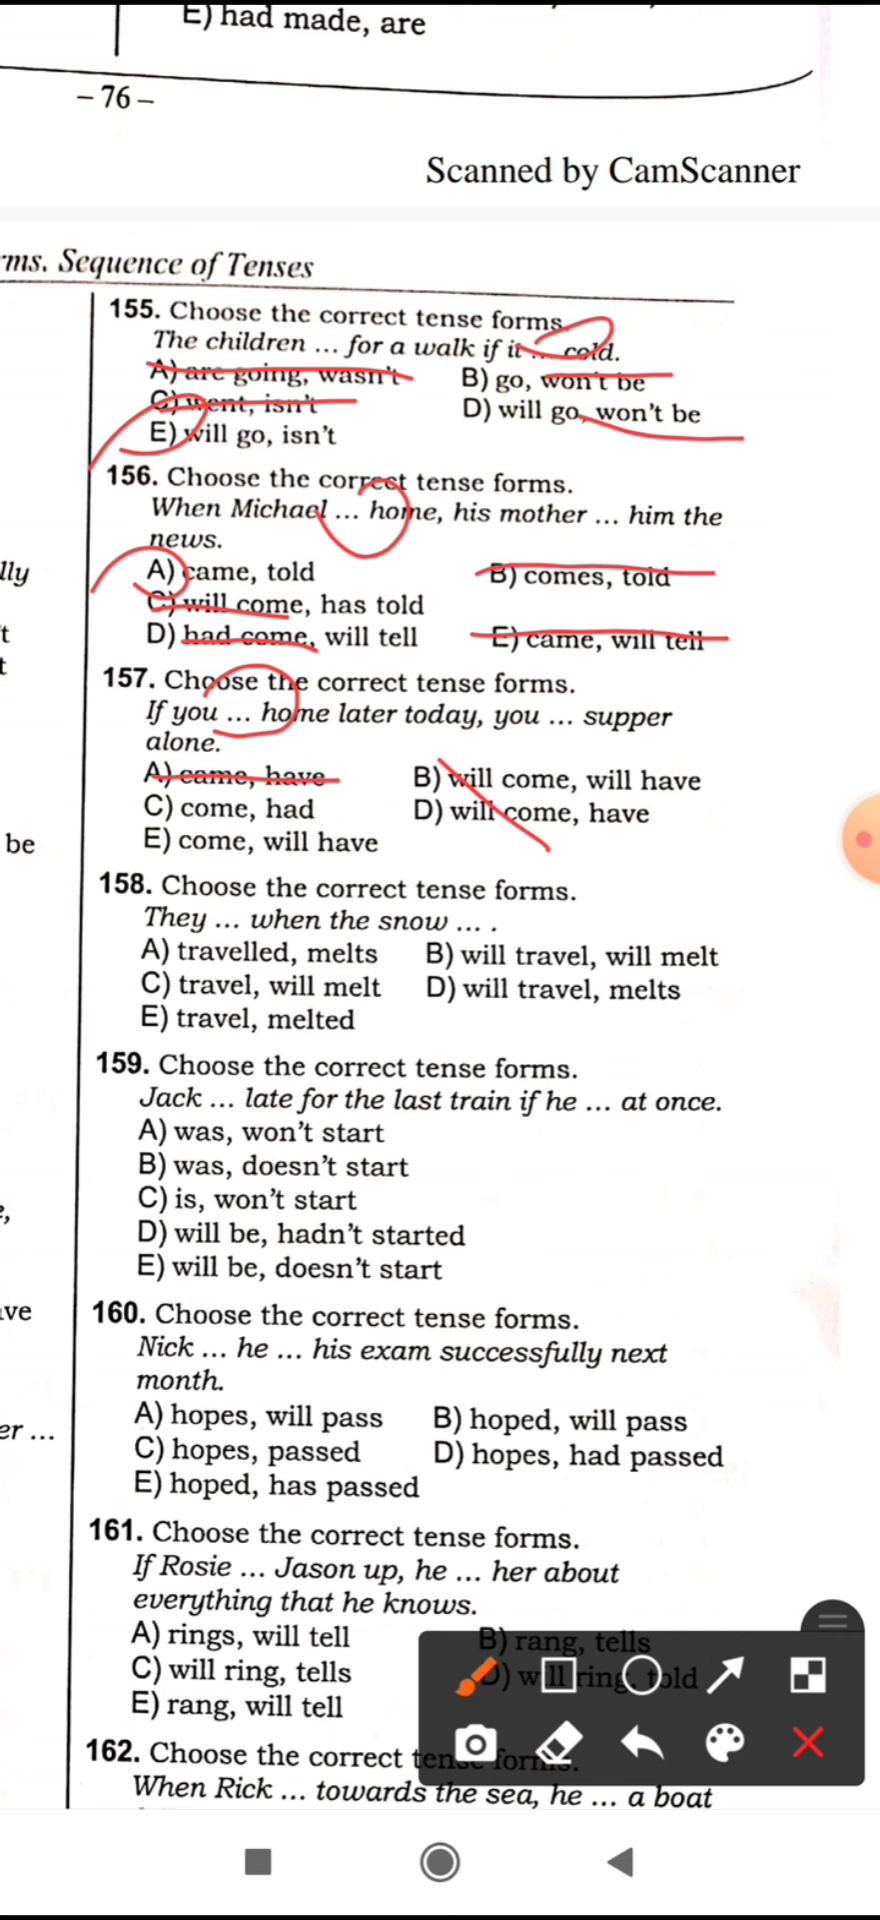 E) had made, are
– 76 –
Scanned by CamScanner
ms. Sequence of Tenses
155. Choose the correct tense forms.
The children ... for a walk if it ... cold.
A) are going, wasn't B) go, won't be
C) went, isn't D) will go, won't be
E) will go, isn't
156. Choose the correct tense forms.
When Michael ... home, his mother ... him the
news.
lly
A) came, told B) comes, told
C) will come, has told
t
D) had come, will tell E) came, will tell
t
157. Choose the correct tense forms.
If you ... home later today, you ... supper
alone.
A) came, have B) will come, will have
C) come, had D) will come, have
be
E) come, will have
158. Choose the correct tense forms.
They ... when the snow ... .
A) travelled, melts B) will travel, will melt
C) travel, will melt D) will travel, melts
E) travel, melted
159. Choose the correct tense forms.
Jack ... late for the last train if he ... at once.
A) was, won't start
B) was, doesn't start
C) is, won't start
D) will be, hadn't started
E) will be, doesn't start
ve
160. Choose the correct tense forms.
Nick ... he ... his exam successfully next
month.
A) hopes, will pass B) hoped, will pass
er ...
C) hopes, passed D) hopes, had passed
E) hoped, has passed
161. Choose the correct tense forms.
If Rosie ... Jason up, he ... her about
everything that he knows.
A) rings, will tell B) rang, tells
C) will ring, tells D) will ring, told
E) rang, will tell
162. Choose the correct tense forms.
When Rick ... towards the sea, he ... a boat